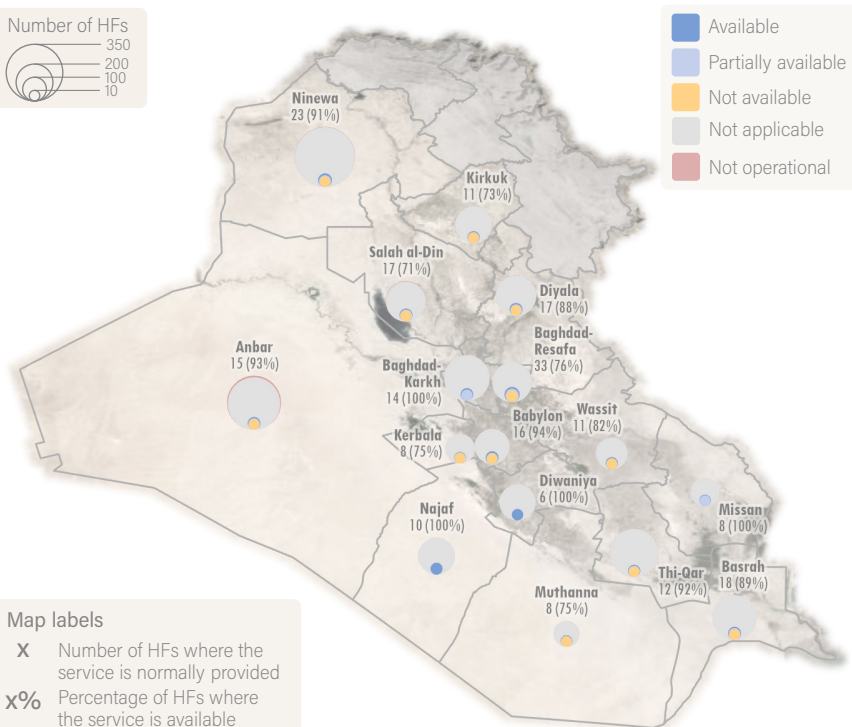 Number of HFs
350
200
100
10
Available
Partially available
Not available
Not applicable
Not operational
Ninewa
23 (91%)
Kirkuk
11 (73%)
Salah al-Din
17 (71%)
Diyala
17 (88%)
Baghdad-
Resafa
33 (76%)
Anbar
15 (93%)
Baghdad-
Karkh
14 (100%)
Wassit
11 (82%)
Babylon
16 (94%)
Kerbala
8 (75%)
Diwaniya
6 (100%)
Najaf
10 (100%)
Missan
8 (100%)
Thi-Qar
12 (92%)
Basrah
18 (89%)
Muthanna
8 (75%)
Map labels
X Number of HFs where the
service is normally provided
x% Percentage of HFs where
the service is available